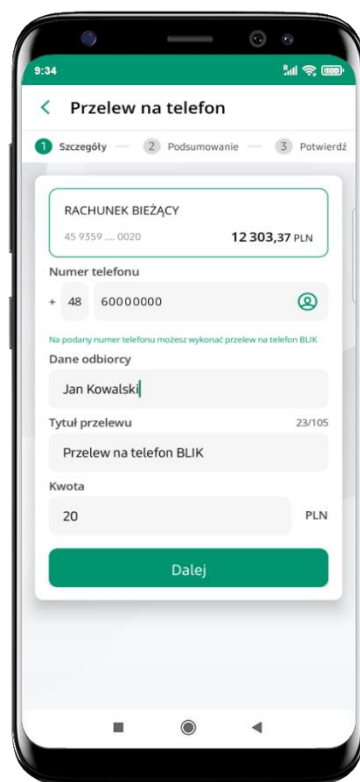 9:34
Przelew na telefon
1 Szczegóły 2 Podsumowanie 3 Potwierdź
RACHUNEK BIEŻĄCY
45 9359 .... 0020 12 303,37 PLN
Numer telefonu
+ 48 60000000
Na podany numer telefonu możesz wykonać przelew na telefon BLIK
Dane odbiorcy
Jan Kowalski
Tytuł przelewu 23/105
Przelew na telefon BLIK
Kwota
20 PLN
Dalej